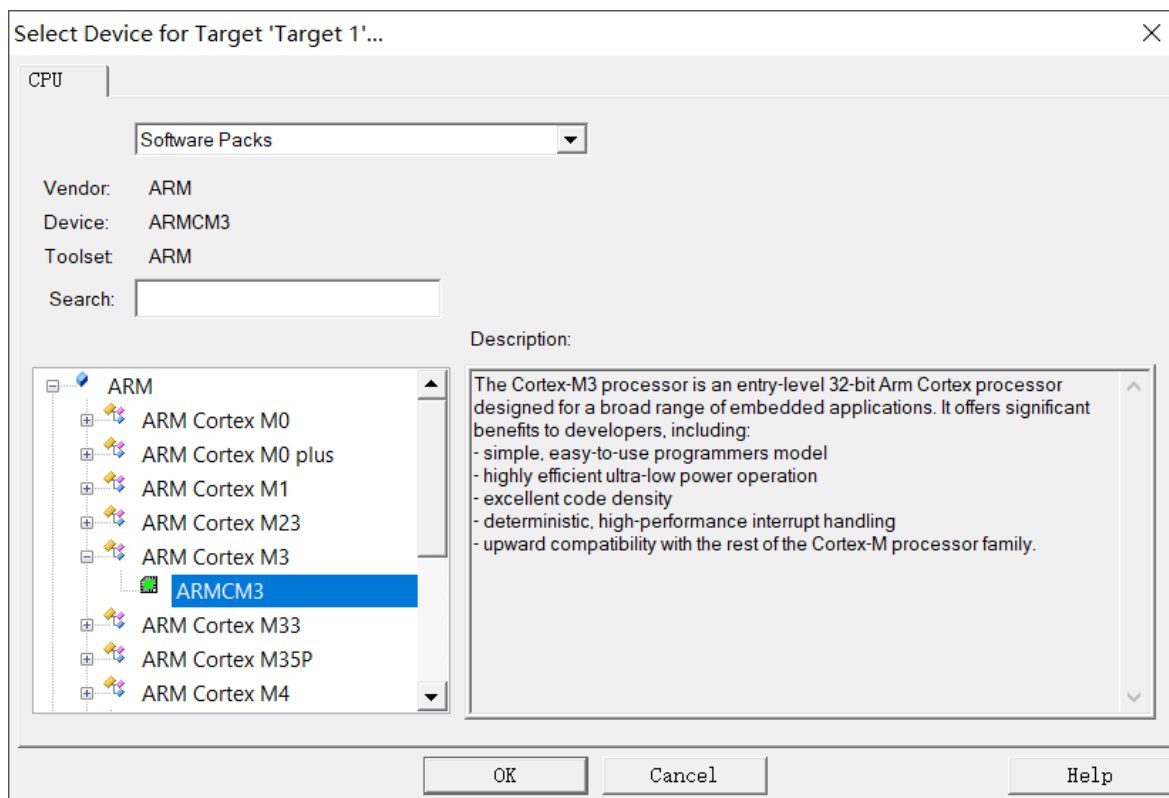 Select Device for Target 'Target 1'...
CPU
Software Packs
Vendor: ARM
Device: ARMCM3
Toolset: ARM
Search:
Description:
ARM
ARM Cortex M0
ARM Cortex M0 plus
ARM Cortex M1
ARM Cortex M23
ARM Cortex M3
ARMCM3
ARM Cortex M33
ARM Cortex M35P
ARM Cortex M4
The Cortex-M3 processor is an entry-level 32-bit Arm Cortex processor
designed for a broad range of embedded applications. It offers significant
benefits to developers, including:
- simple, easy-to-use programmers model
- highly efficient ultra-low power operation
- excellent code density
- deterministic, high-performance interrupt handling
- upward compatibility with the rest of the Cortex-M processor family.
OK Cancel Help